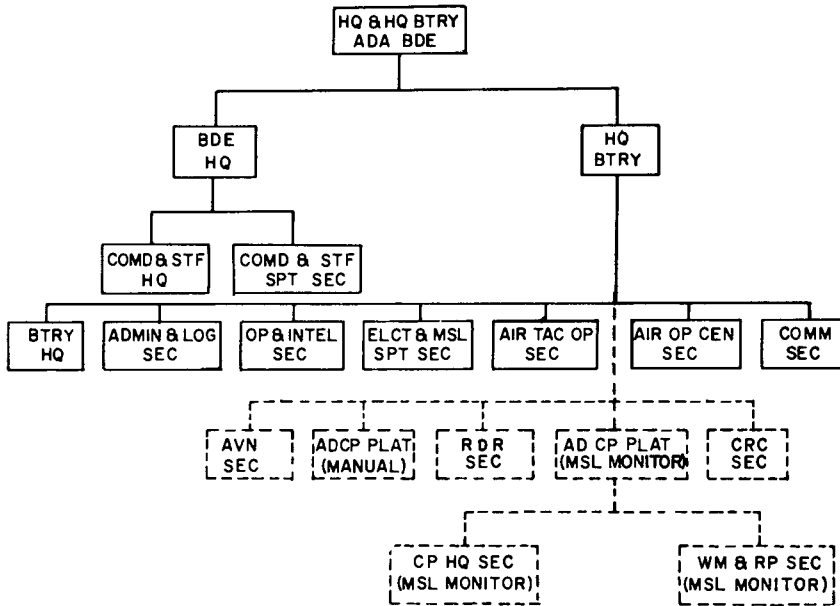 HQ & HQ BTRY
ADA BDE
BDE
HQ
HQ
BTRY
COMD & STF
HQ
COMD & STF
SPT SEC
BTRY
HQ
ADMIN & LOG
SEC
OP & INTEL
SEC
ELCT & MSL
SPT SEC
AIR TAC OP
SEC
AIR OP CEN
SEC
COMM
SEC
AVN
SEC
ADCP PLAT
(MANUAL)
RDR
SEC
AD CP PLAT
(MSL MONITOR)
CRC
SEC
CP HQ SEC
(MSL MONITOR)
WM & RP SEC
(MSL MONITOR)